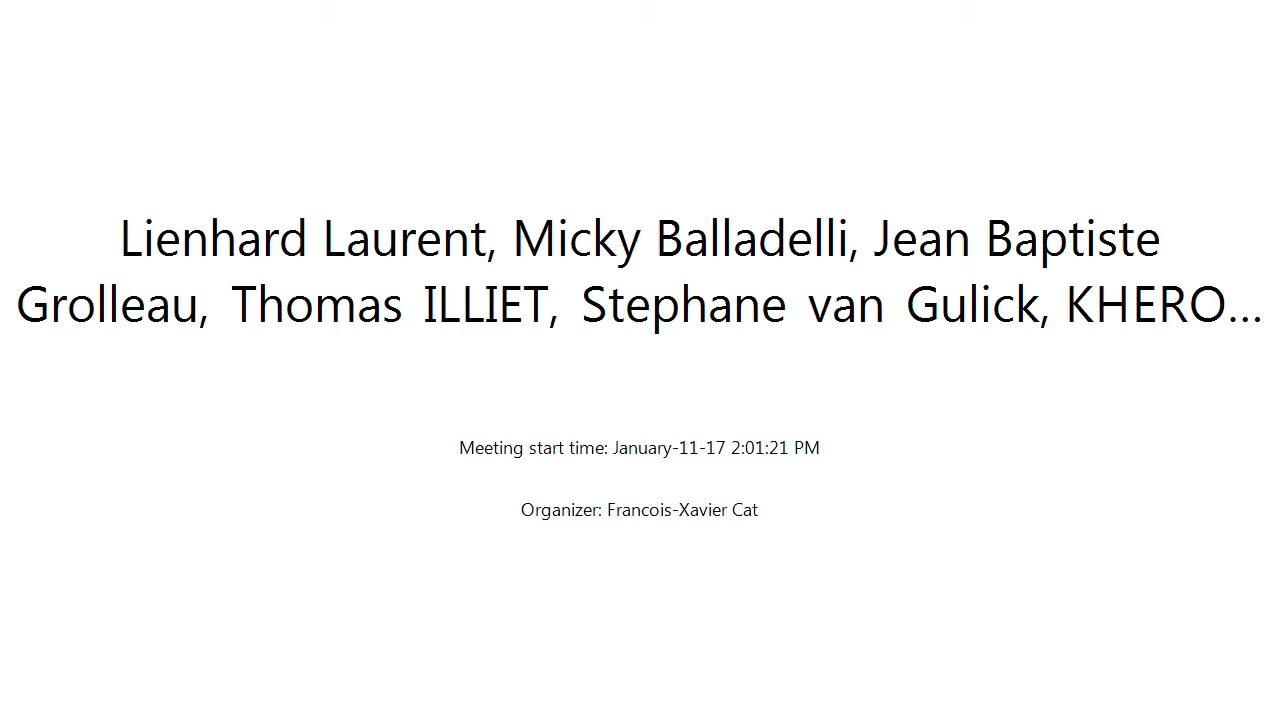 Lienhard Laurent, Micky Balladelli, Jean Baptiste
Grolleau, Thomas ILLIET, Stephane van Gulick, KHERO...
Meeting start time: January-11-17 2:01:21 PM
Organizer: Francois-Xavier Cat